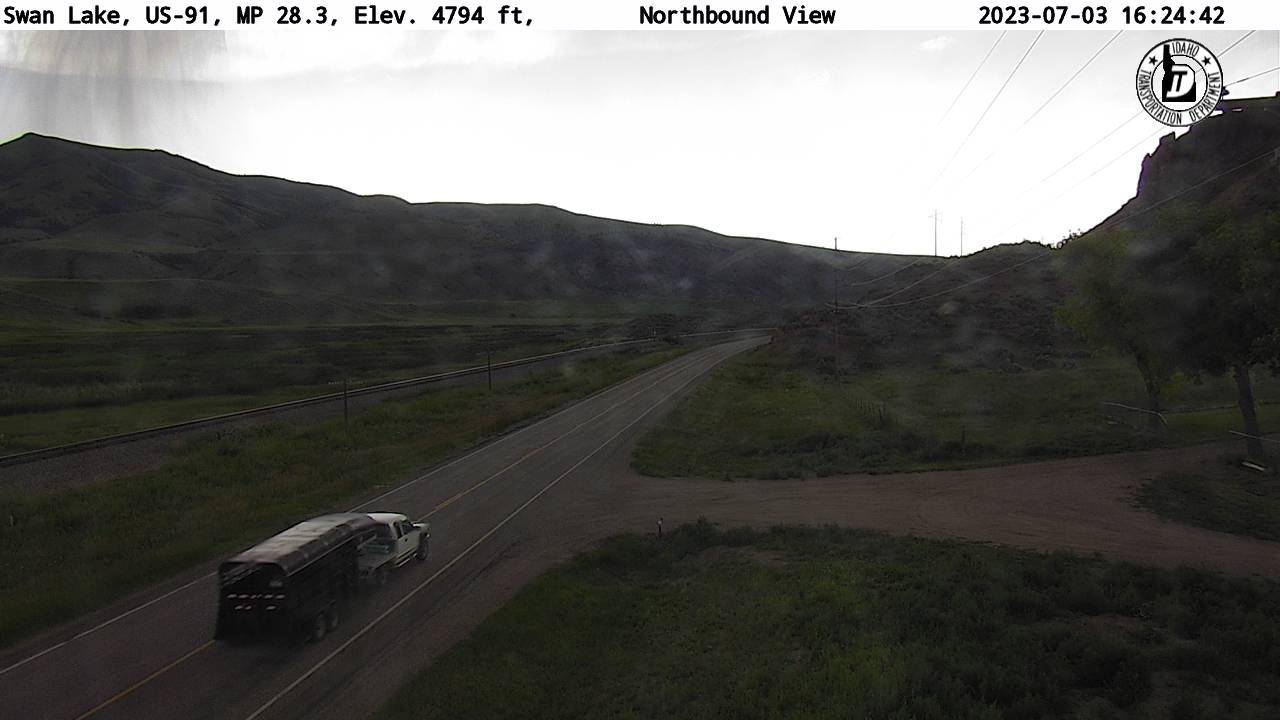 Swan Lake, US-91, MP 28.3, Elev. 4794 ft, Northbound View 2023-07-03 16:24:42
IDAHO
TRANSPORTATION DEPARTMENT